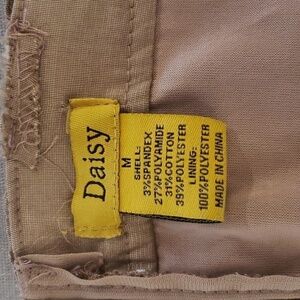 Daisy
M
SHELL:
3%SPANDEX
27%POLYAMIDE
31%COTTON
39%POLYESTER
LINING:
100%POLYESTER
MADE IN CHINA